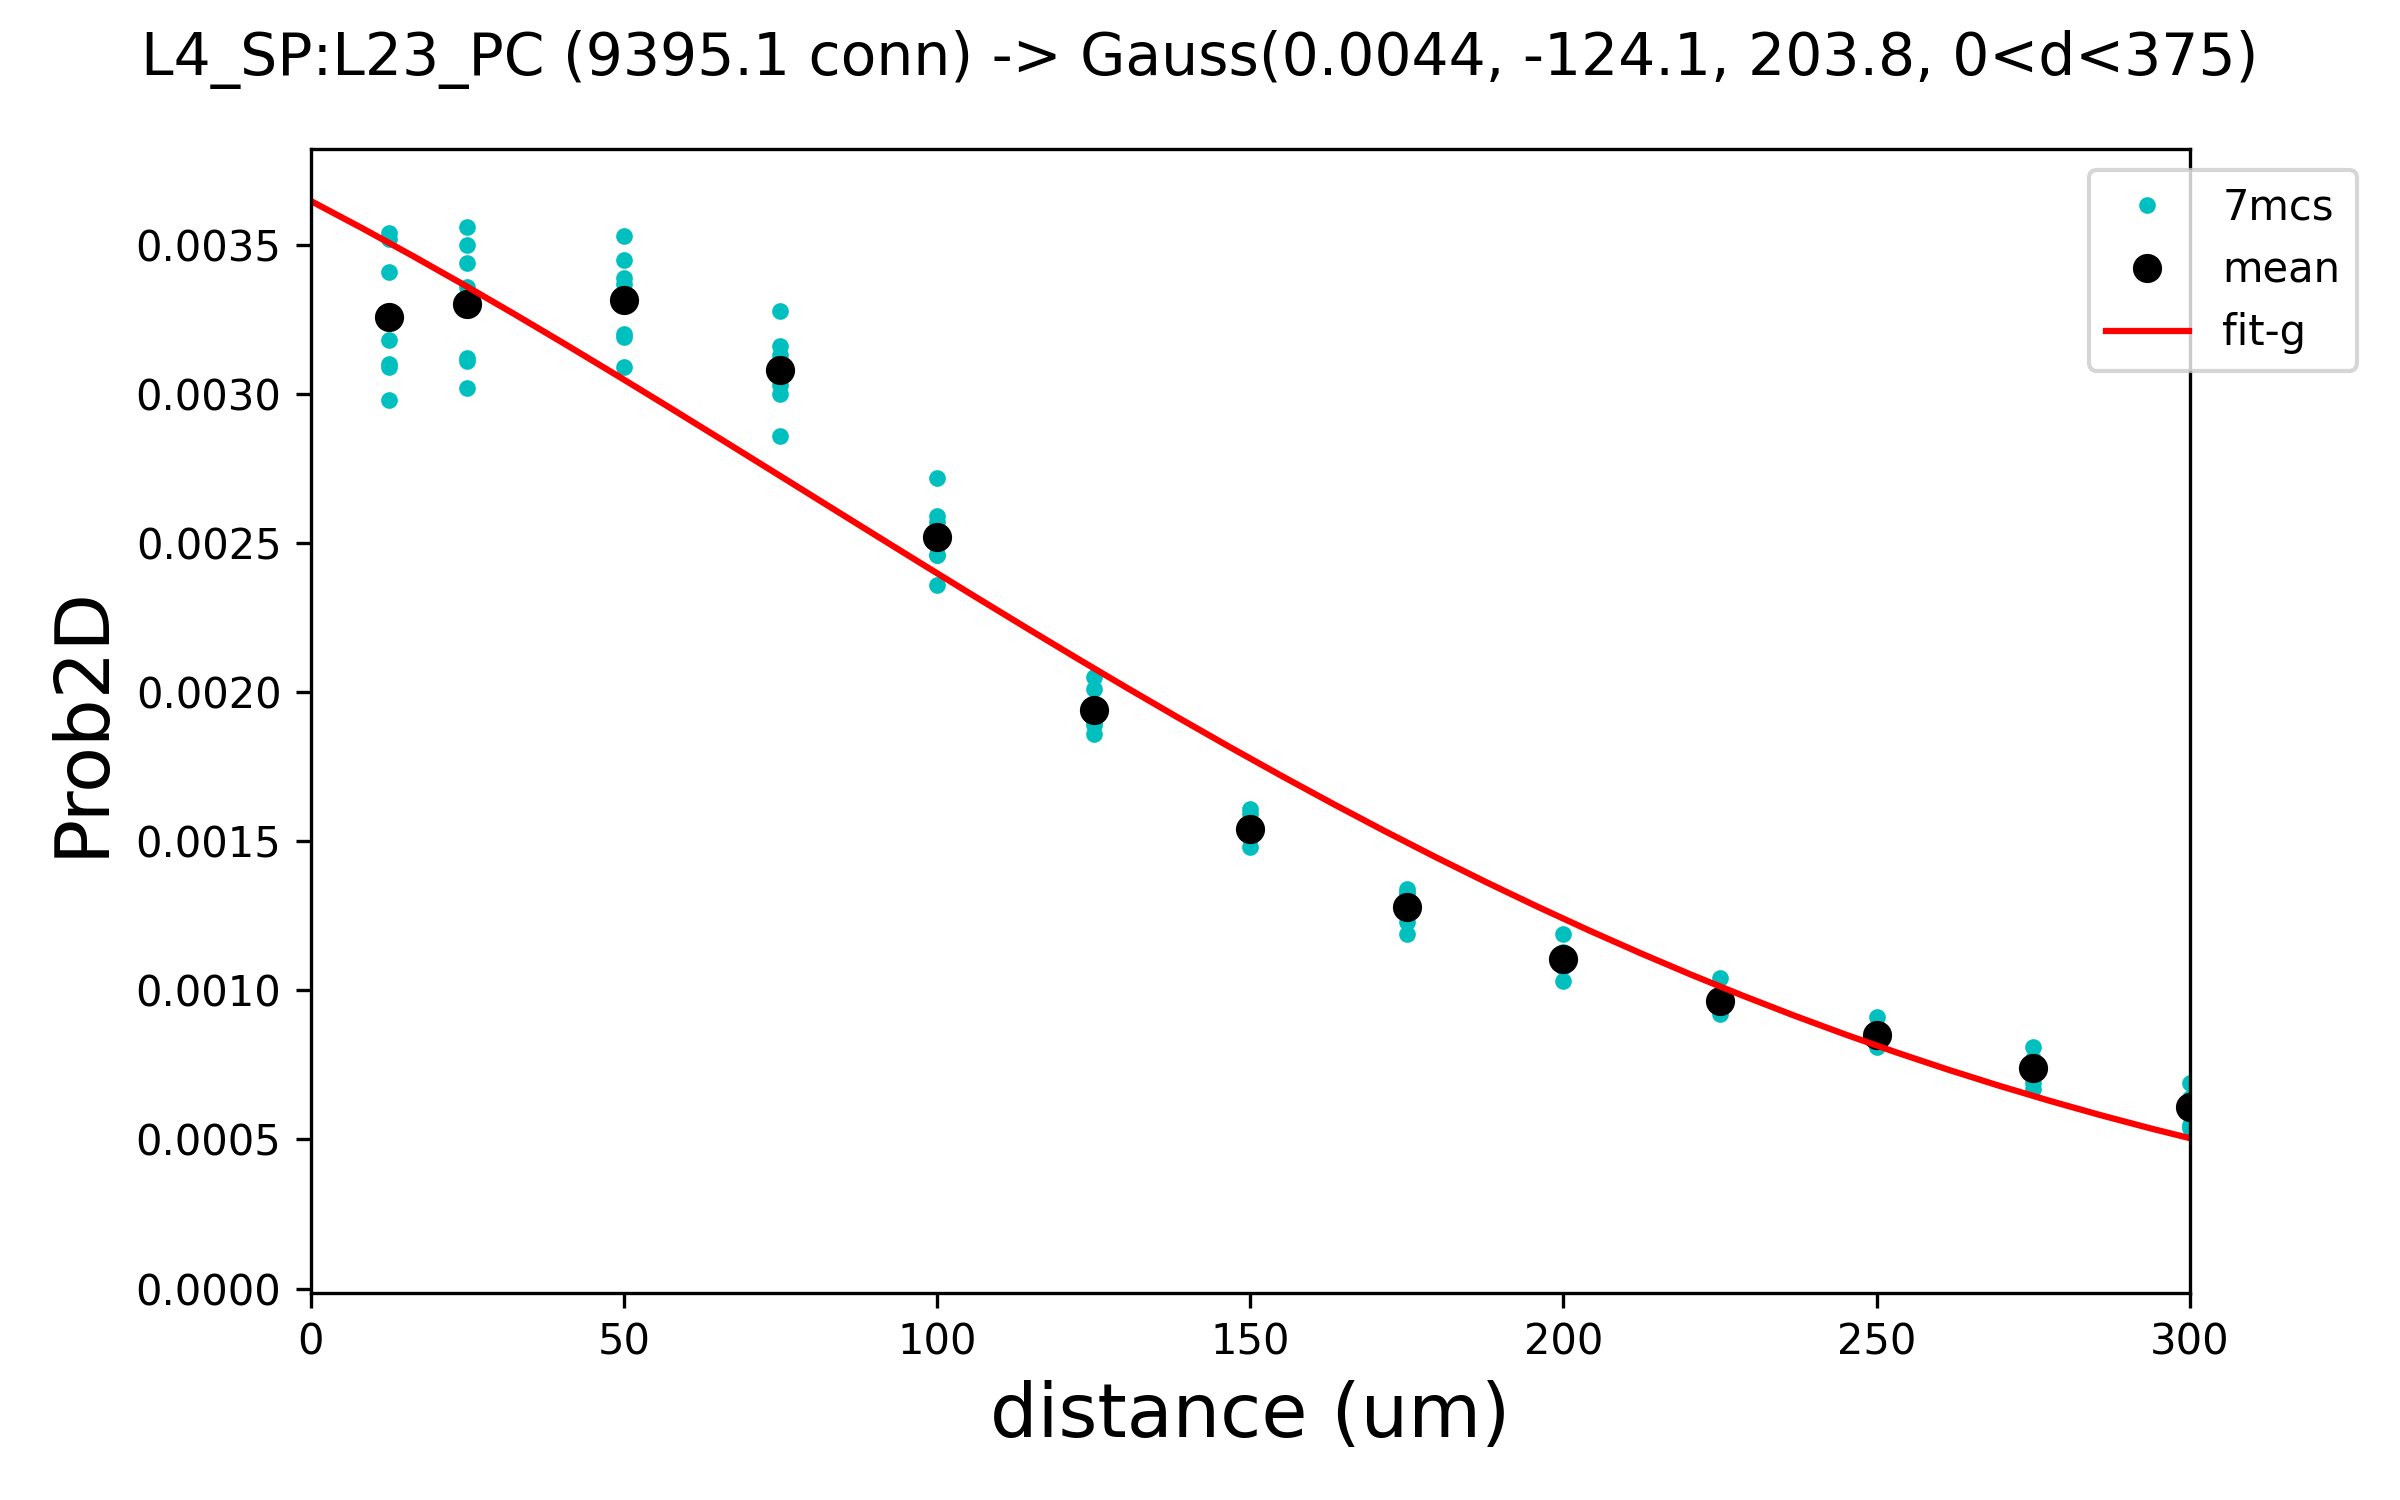 L4_SP:L23_PC (9395.1 conn) -> Gauss(0.0044, -124.1, 203.8, 0<d<375)
7mcs
mean
fit-g
Prob2D
0.0035
0.0030
0.0025
0.0020
0.0015
0.0010
0.0005
0.0000
0 50 100 150 200 250 300
distance (um)